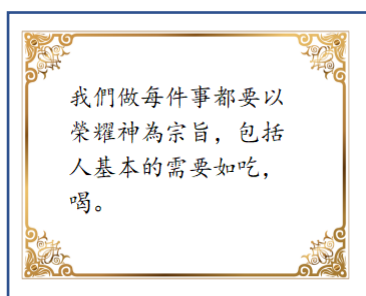 我們做每件事都要以
榮耀神為宗旨，包括
人基本的需要如吃，
喝。